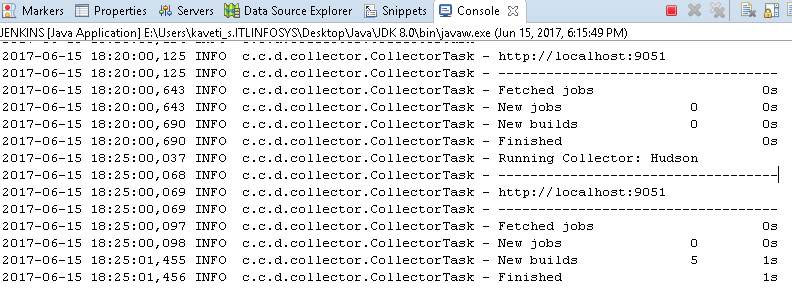 Markers Properties Servers Data Source Explorer Snippets Console
JENKINS [Java Application] E:\Users\kaveti_s.ITLINFOSYS\Desktop\Java\JDK 8.0\bin\javaw.exe (Jun 15, 2017, 6:15:49 PM)
2017-06-15 18:20:00,125 INFO c.c.d.collector.CollectorTask - http://localhost:9051
2017-06-15 18:20:00,125 INFO c.c.d.collector.CollectorTask - -----------------------------------
2017-06-15 18:20:00,643 INFO c.c.d.collector.CollectorTask - Fetched jobs 0s
2017-06-15 18:20:00,643 INFO c.c.d.collector.CollectorTask - New jobs 0 0s
2017-06-15 18:20:00,690 INFO c.c.d.collector.CollectorTask - New builds 0 0s
2017-06-15 18:20:00,690 INFO c.c.d.collector.CollectorTask - Finished 0s
2017-06-15 18:25:00,037 INFO c.c.d.collector.CollectorTask - Running Collector: Hudson
2017-06-15 18:25:00,068 INFO c.c.d.collector.CollectorTask - -----------------------------------
2017-06-15 18:25:00,069 INFO c.c.d.collector.CollectorTask - http://localhost:9051
2017-06-15 18:25:00,069 INFO c.c.d.collector.CollectorTask - -----------------------------------
2017-06-15 18:25:00,097 INFO c.c.d.collector.CollectorTask - Fetched jobs 0s
2017-06-15 18:25:00,098 INFO c.c.d.collector.CollectorTask - New jobs 0 0s
2017-06-15 18:25:01,455 INFO c.c.d.collector.CollectorTask - New builds 5 1s
2017-06-15 18:25:01,456 INFO c.c.d.collector.CollectorTask - Finished 1s